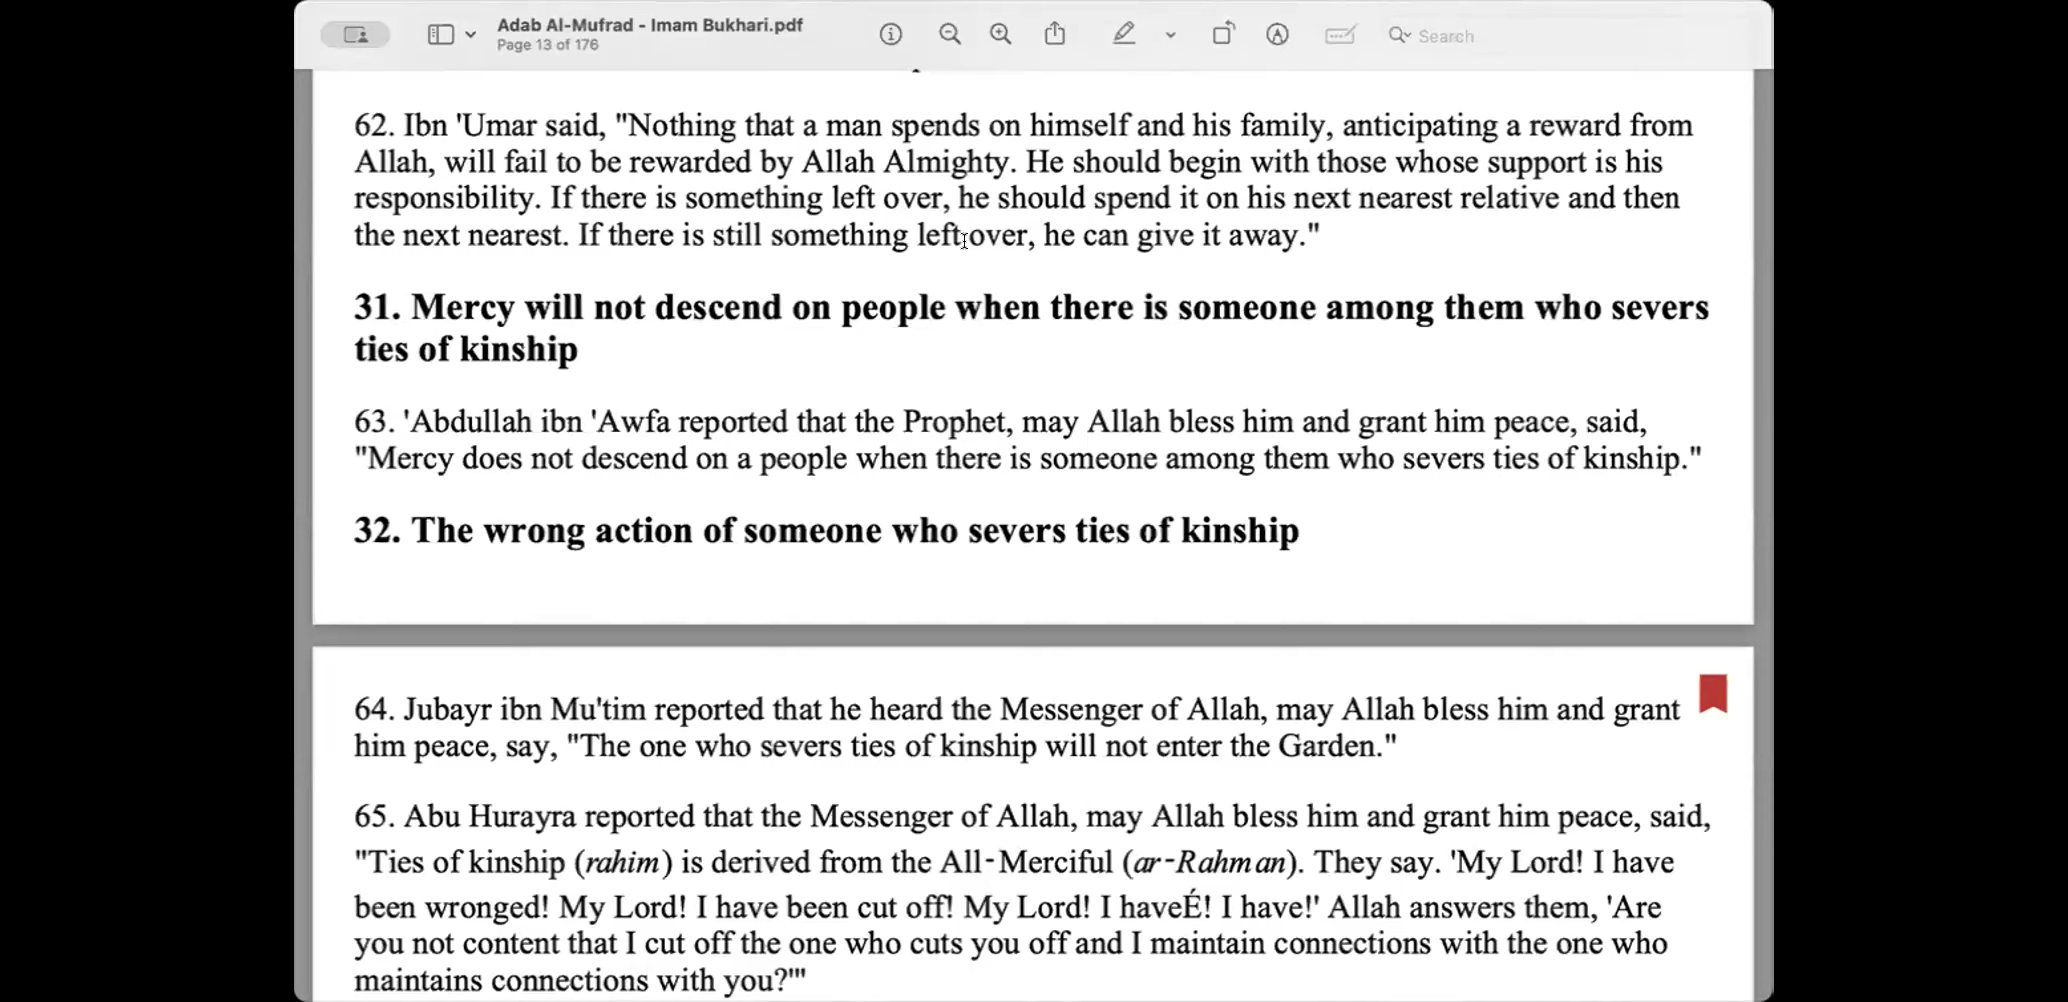 Adab Al-Mufrad - Imam Bukhari.pdf
Page 13 of 176
Search
62. Ibn 'Umar said, "Nothing that a man spends on himself and his family, anticipating a reward from
Allah, will fail to be rewarded by Allah Almighty. He should begin with those whose support is his
responsibility. If there is something left over, he should spend it on his next nearest relative and then
the next nearest. If there is still something left over, he can give it away."
31. Mercy will not descend on people when there is someone among them who severs
ties of kinship
63. 'Abdullah ibn 'Awfa reported that the Prophet, may Allah bless him and grant him peace, said,
"Mercy does not descend on a people when there is someone among them who severs ties of kinship."
32. The wrong action of someone who severs ties of kinship
64. Jubayr ibn Mu'tim reported that he heard the Messenger of Allah, may Allah bless him and grant
him peace, say, "The one who severs ties of kinship will not enter the Garden."
65. Abu Hurayra reported that the Messenger of Allah, may Allah bless him and grant him peace, said,
"Ties of kinship (rahim) is derived from the All-Merciful (ar-Rahman). They say. 'My Lord! I have
been wronged! My Lord! I have been cut off! My Lord! I haveÉ! I have!' Allah answers them, 'Are
you not content that I cut off the one who cuts you off and I maintain connections with the one who
maintains connections with you?'"